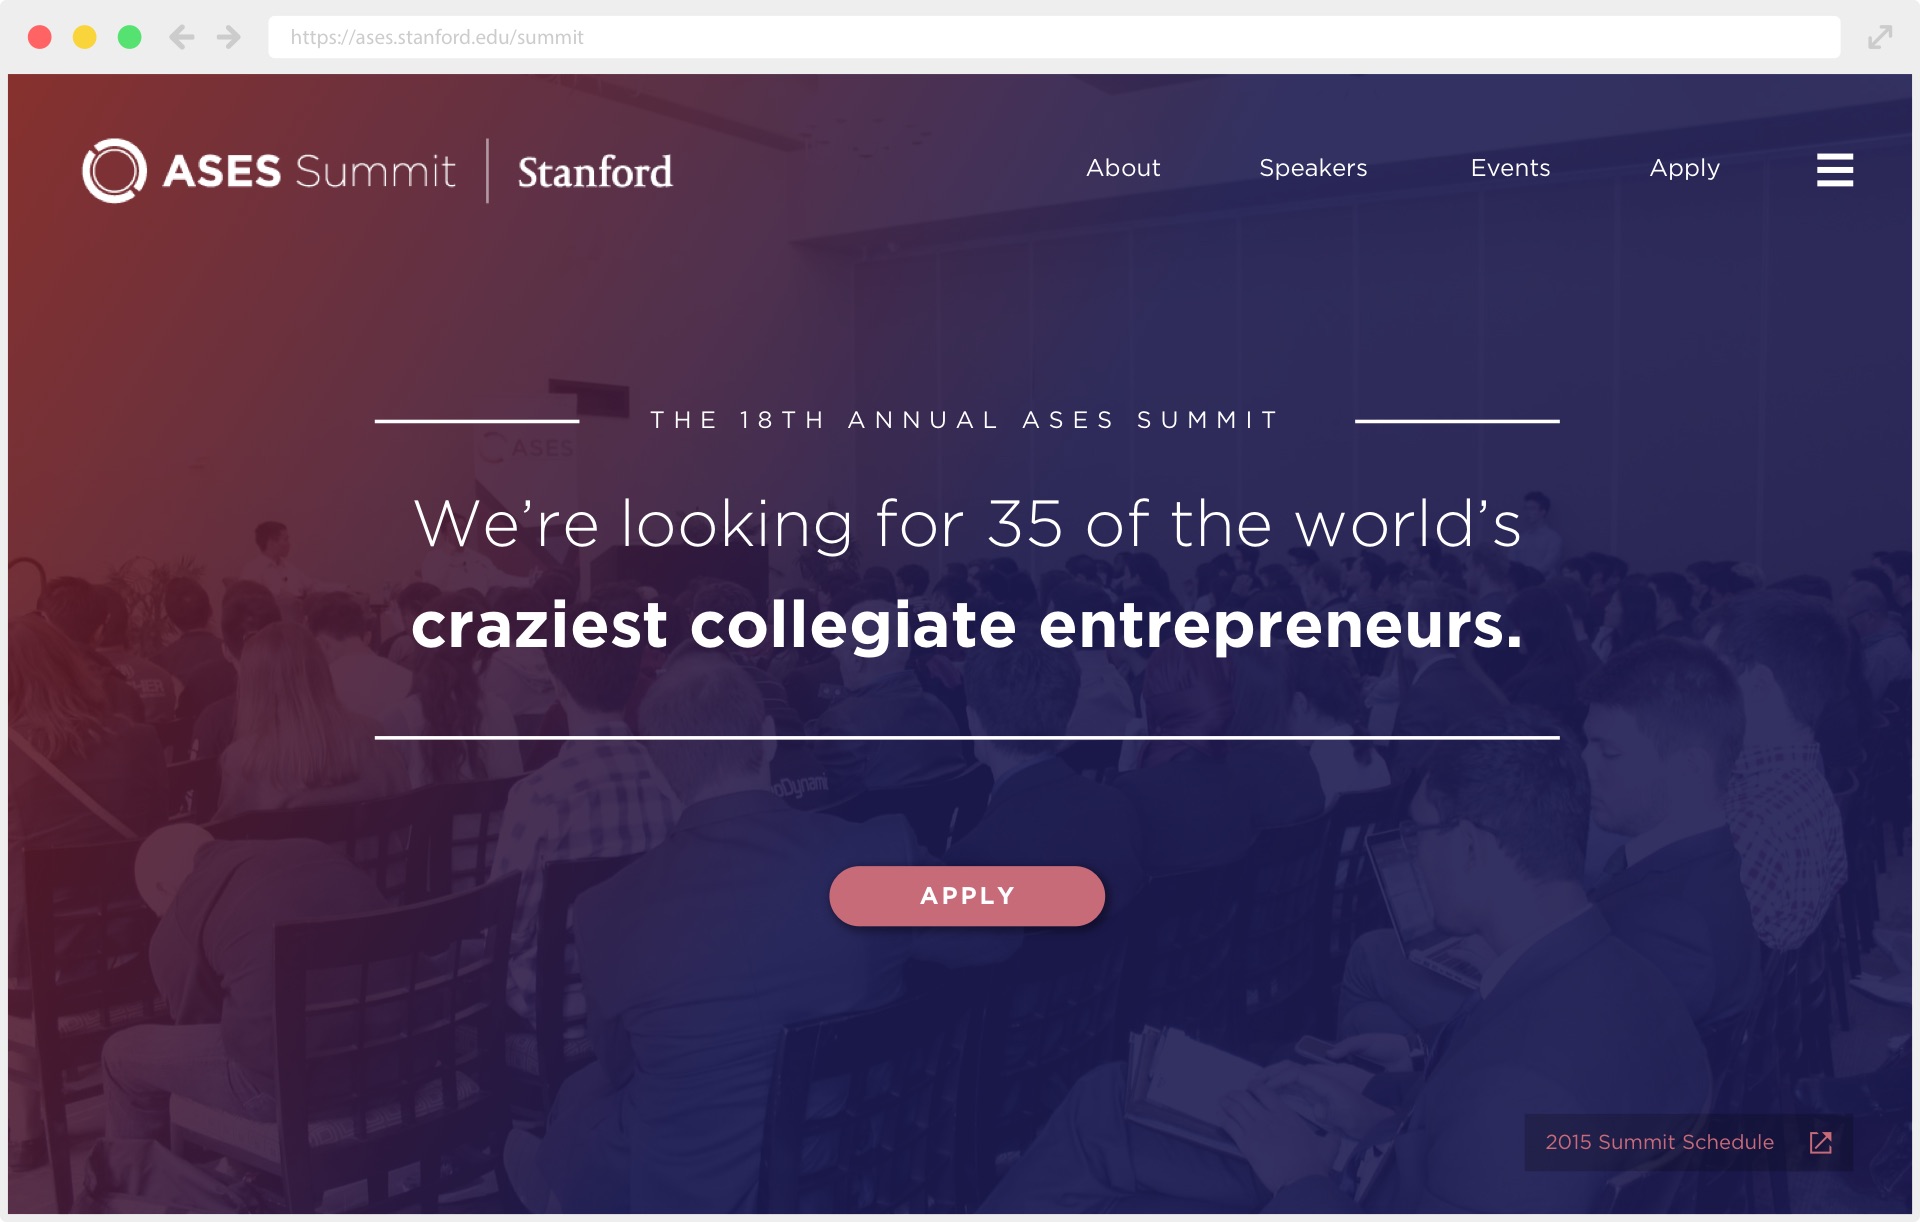 https://ases.stanford.edu/summit
ASES Summit | Stanford
About
Speakers
Events
Apply
THE 18TH ANNUAL ASES SUMMIT
ASES
We’re looking for 35 of the world’s
craziest collegiate entrepreneurs.
APPLY
2015 Summit Schedule